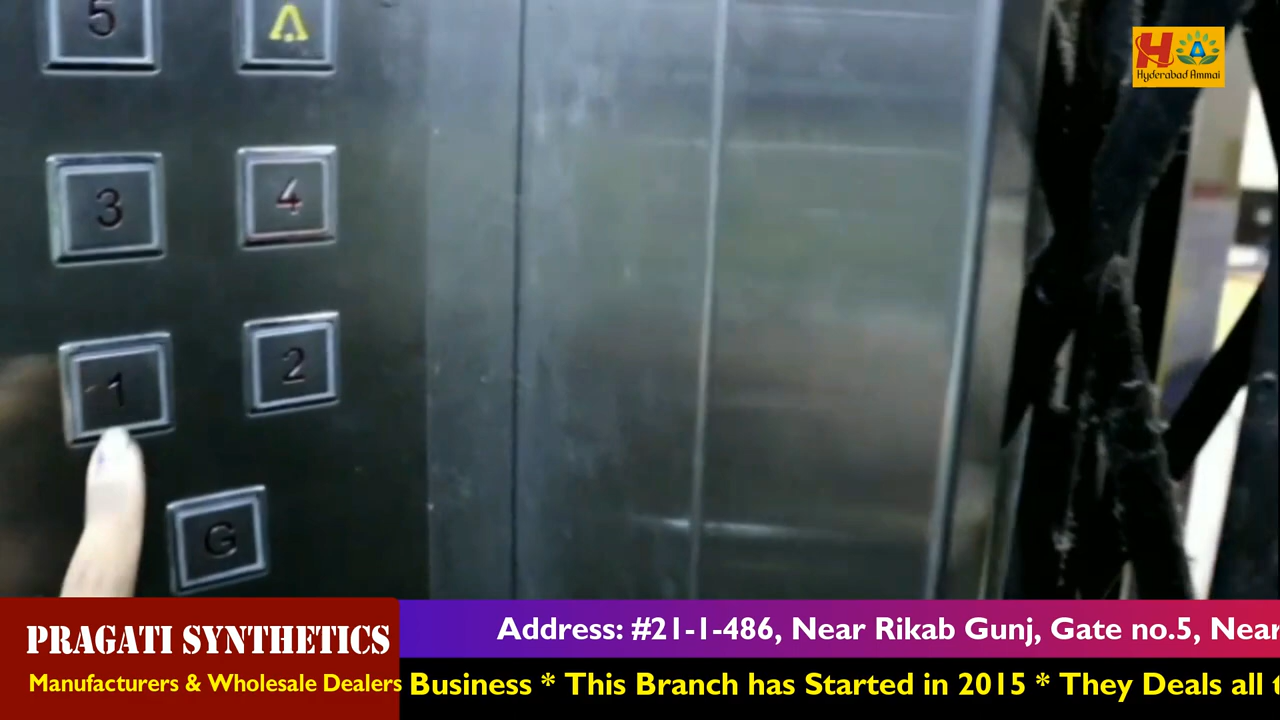 5
3
4
1
2
G
H A
Hyderabad Ammai
PRAGATI SYNTHETICS
Manufacturers & Wholesale Dealers
Address: #21-1-486, Near Rikab Gunj, Gate no.5, Near
Business * This Branch has Started in 2015 * They Deals all